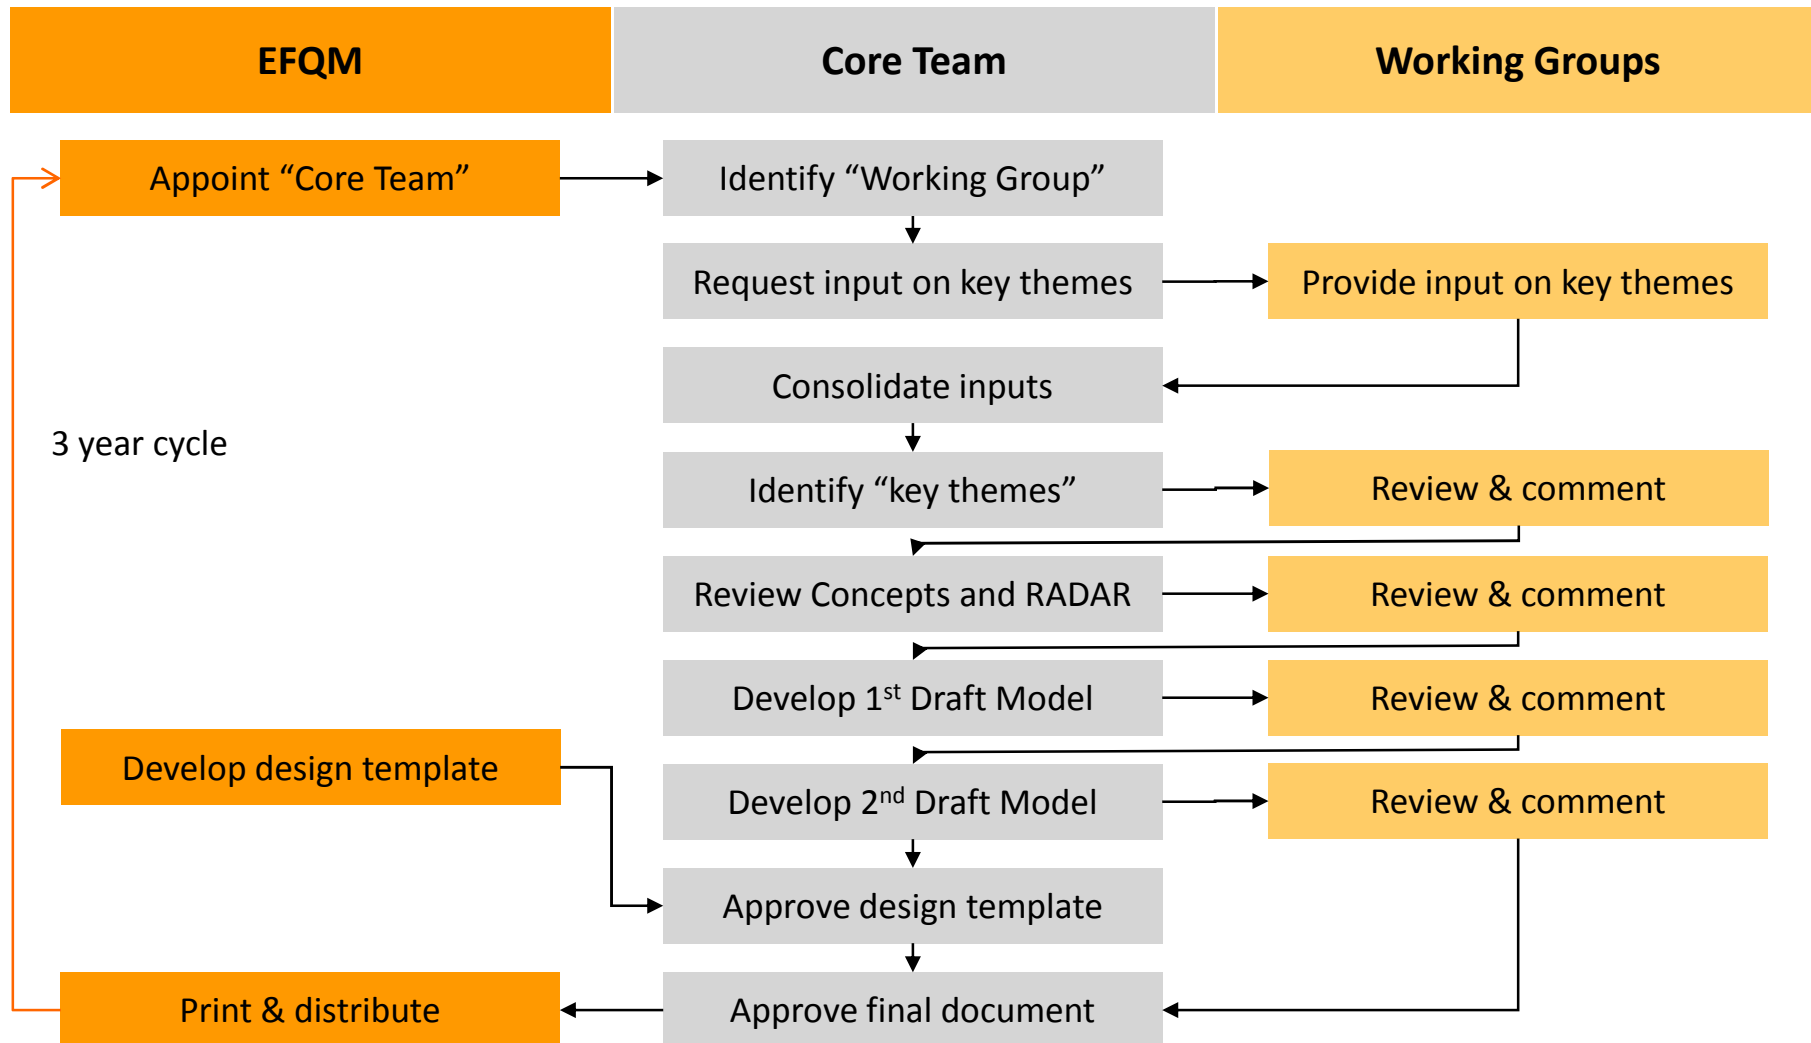 EFQM
Core Team
Working Groups
Appoint “Core Team”
Identify “Working Group”
Request input on key themes
Provide input on key themes
Consolidate inputs
3 year cycle
Identify “key themes”
Review & comment
Review Concepts and RADAR
Review & comment
Develop 1st Draft Model
Review & comment
Develop design template
Develop 2nd Draft Model
Review & comment
Approve design template
Print & distribute
Approve final document